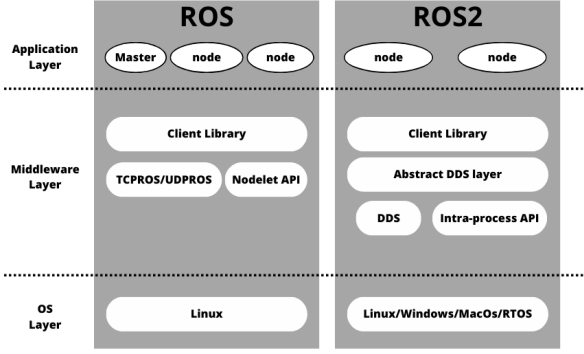 ROS
ROS2
Application
Layer
Master
node
node
node
node
Middleware
Layer
Client Library
Client Library
TCPROS/UDPROS
Nodelet API
Abstract DDS layer
DDS
Intra-process API
OS
Layer
Linux
Linux/Windows/MacOs/RTOS